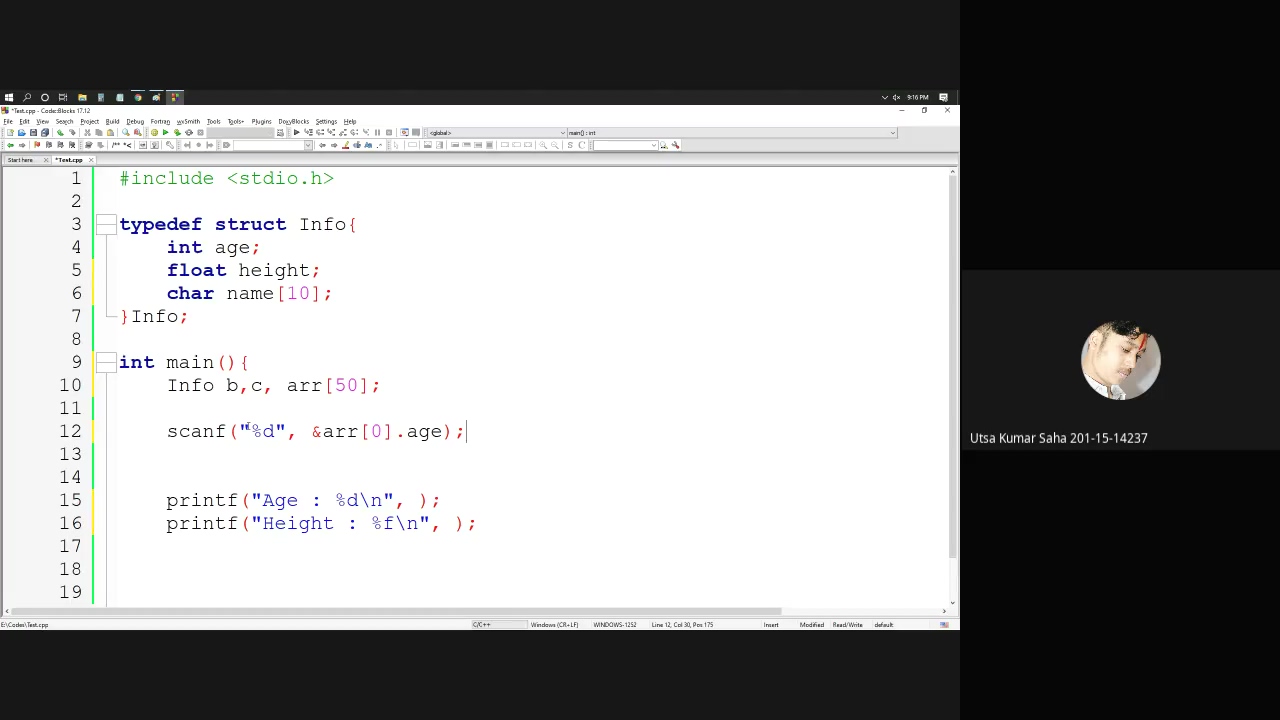 9:16 PM
*Test.cpp - Code::Blocks 17.12
File Edit View Search Project Build Debug Fortran wxSmith Tools Tools+ Plugins DoxyBlocks Settings Help
<global> main() : int
Start here *Test.cpp
1 #include <stdio.h>
2
3 typedef struct Info{
4 int age;
5 float height;
6 char name[10];
7 }Info;
8
9 int main(){
10 Info b,c, arr[50];
11
12 scanf("%d", &arr[0].age);
13
14
15 printf("Age : %d\n", );
16 printf("Height : %f\n", );
17
18
19
E:\Codes\Test.cpp C/C++ Windows (CR+LF) WINDOWS-1252 Line 12, Col 30, Pos 175 Insert Modified Read/Write default
Utsa Kumar Saha 201-15-14237